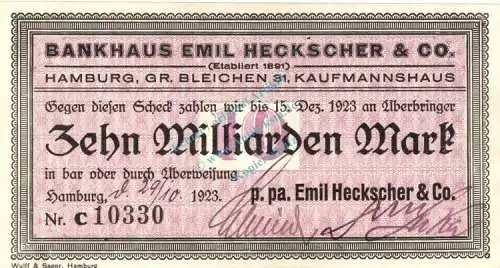 BANKHAUS EMIL HECKSCHER & CO.
(Etabliert 1891)
HAMBURG, GR. BLEICHEN 31, KAUFMANNSHAUS
Gegen diesen Scheck zahlen wir bis 15. Dez. 1923 an Überbringer
10
Zehn Milliarden Mark
in bar oder durch Überweisung
Hamburg, d. 29/10. 1923. p. pa. Emil Heckscher & Co.
Nr. C 10330
Wulff & Sager, Hamburg